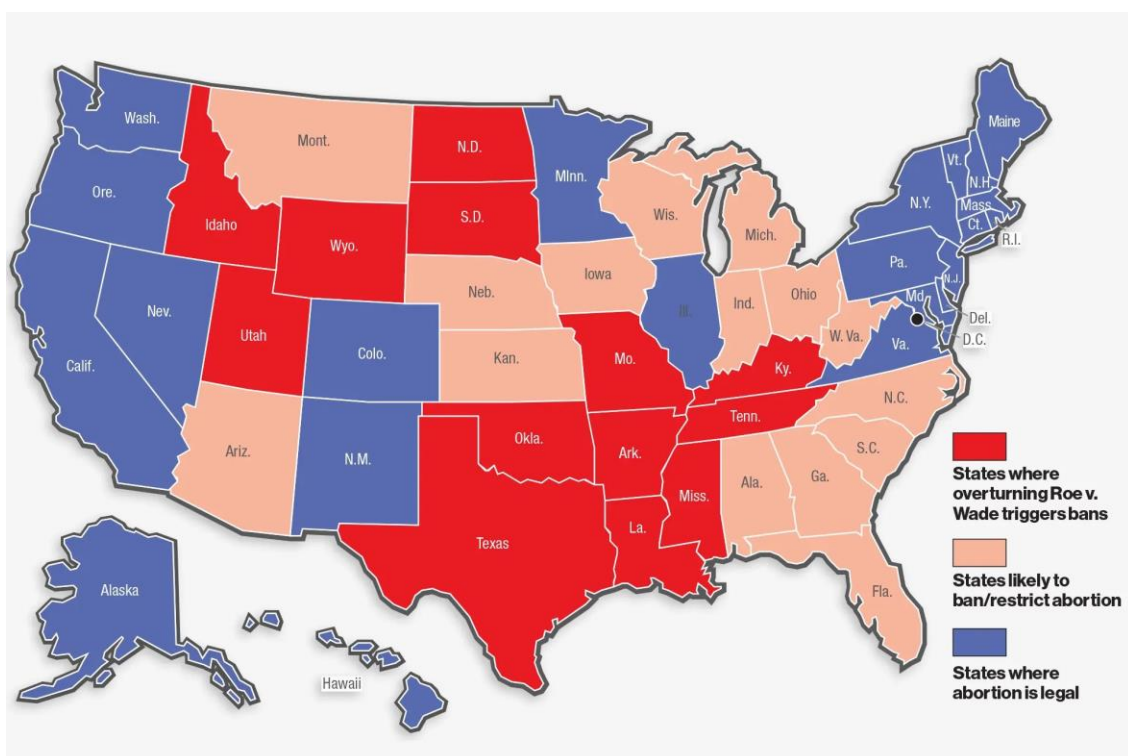 Wash.
Ore.
Calif.
Nev.
Idaho
Utah
Ariz.
Mont.
Wyo.
Colo.
N.M.
N.D.
S.D.
Neb.
Kan.
Okla.
Texas
MInn.
Iowa
Mo.
Ark.
La.
Wis.
Ill.
Mich.
Ind.
Ohio
Ky.
Tenn.
Miss.
Ala.
Ga.
Fla.
S.C.
N.C.
Va.
W. Va.
Md.
D.C.
Del.
Pa.
N.J.
N.Y.
Ct.
R.I.
Mass.
Vt.
N.H.
Maine
Alaska
Hawaii
States where
overturning Roe v.
Wade triggers bans
States likely to
ban/restrict abortion
States where
abortion is legal